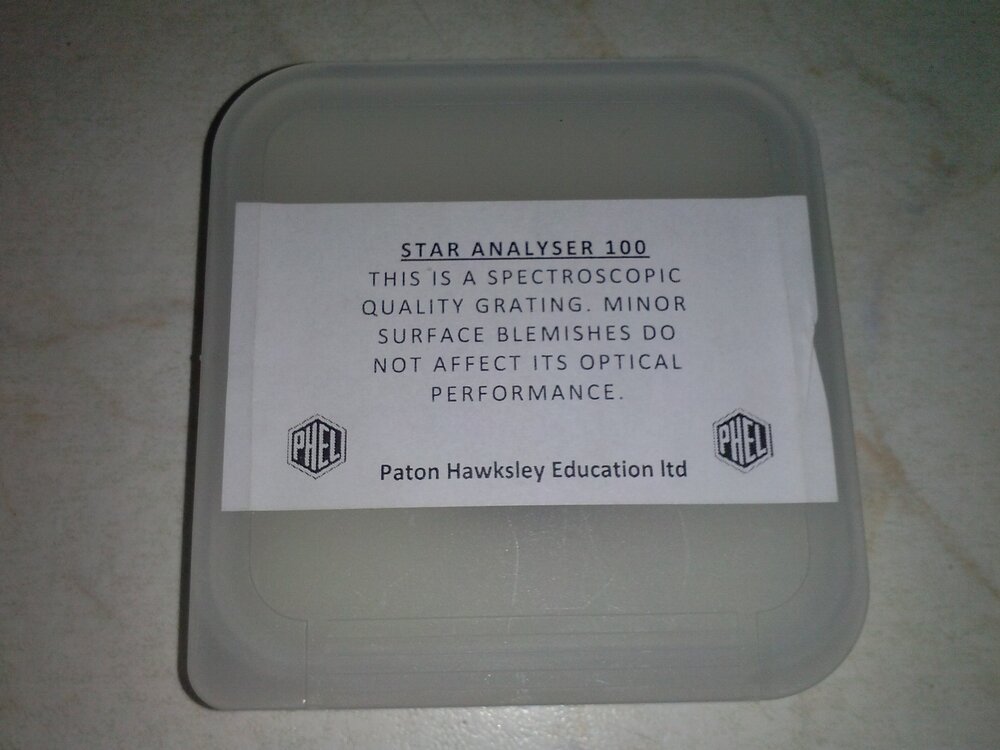 STAR ANALYSER 100
THIS IS A SPECTROSCOPIC
QUALITY GRATING. MINOR
SURFACE BLEMISHES DO
NOT AFFECT ITS OPTICAL
PERFORMANCE.
PHEL
PHEL
Paton Hawksley Education ltd